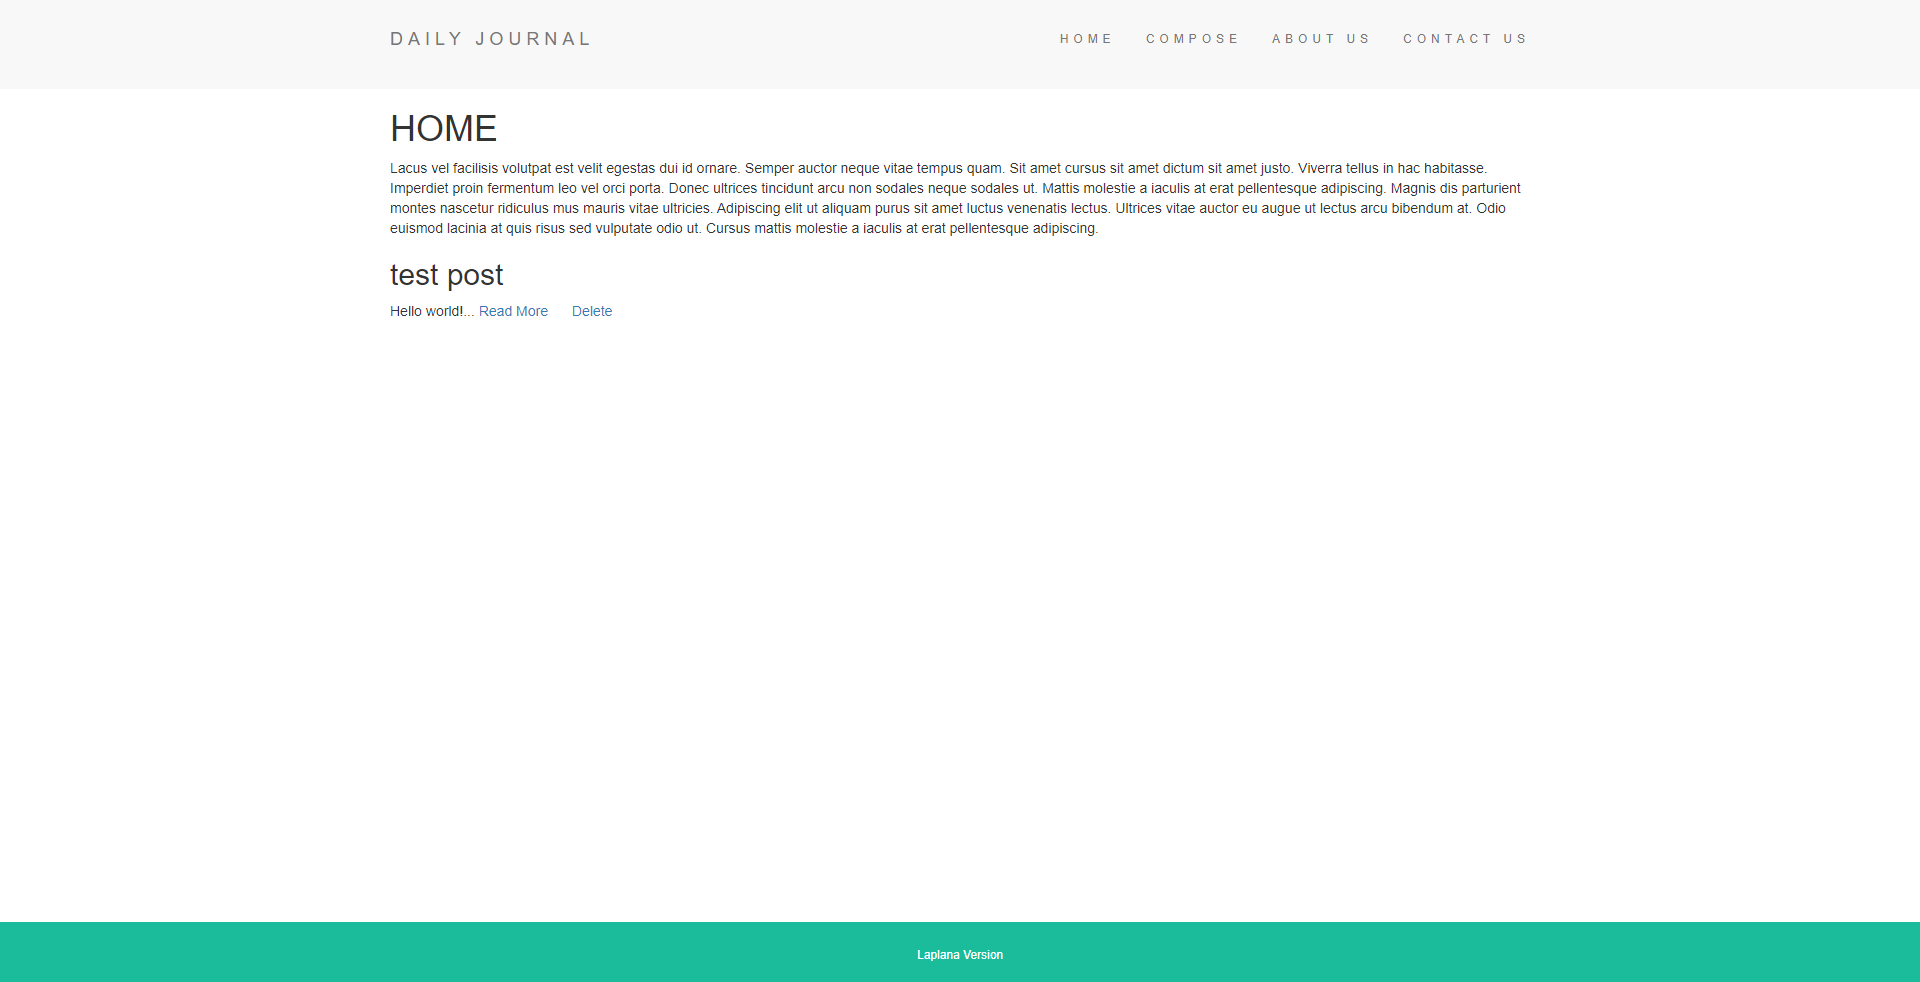 DAILY JOURNAL
HOME
COMPOSE
ABOUT US
CONTACT US
HOME
Lacus vel facilisis volutpat est velit egestas dui id ornare. Semper auctor neque vitae tempus quam. Sit amet cursus sit amet dictum sit amet justo. Viverra tellus in hac habitasse.
Imperdiet proin fermentum leo vel orci porta. Donec ultrices tincidunt arcu non sodales neque sodales ut. Mattis molestie a iaculis at erat pellentesque adipiscing. Magnis dis parturient
montes nascetur ridiculus mus mauris vitae ultricies. Adipiscing elit ut aliquam purus sit amet luctus venenatis lectus. Ultrices vitae auctor eu augue ut lectus arcu bibendum at. Odio
euismod lacinia at quis risus sed vulputate odio ut. Cursus mattis molestie a iaculis at erat pellentesque adipiscing.
test post
Hello world!... Read More Delete
Laplana Version